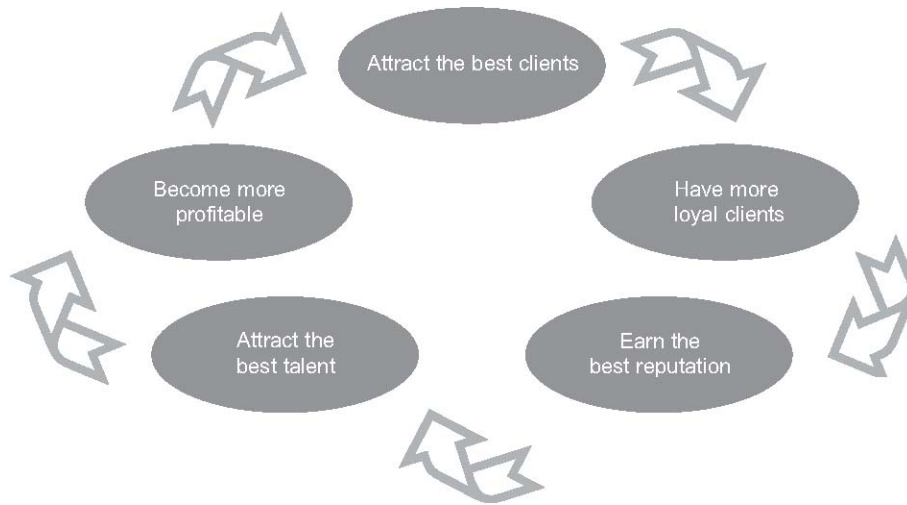 Attract the best clients
Have more
loyal clients
Earn the
best reputation
Attract the
best talent
Become more
profitable